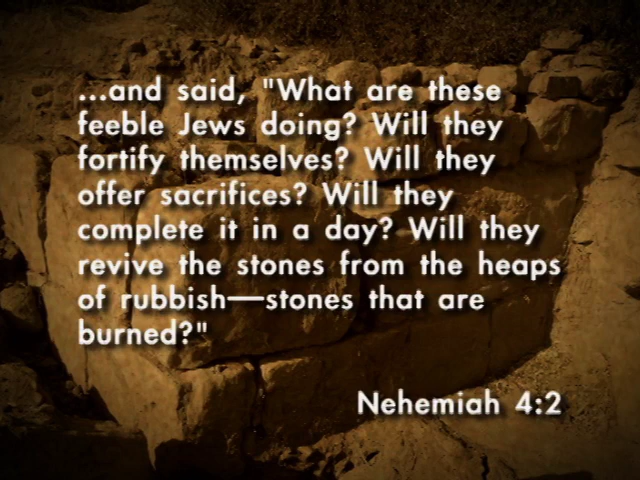 ...and said, "What are these
feeble Jews doing? Will they
fortify themselves? Will they
offer sacrifices? Will they
complete it in a day? Will they
revive the stones from the heaps
of rubbish—stones that are
burned?"
Nehemiah 4:2